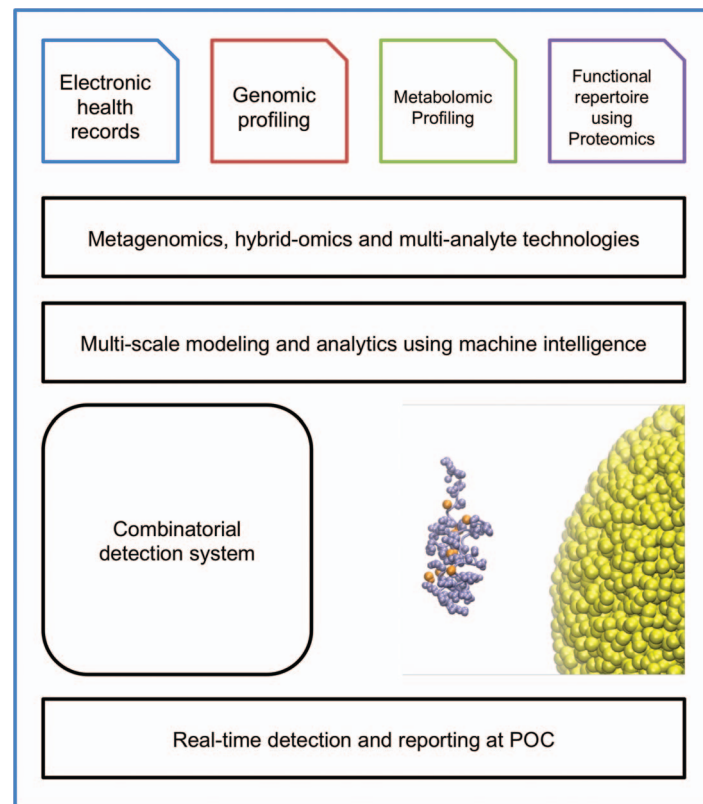 Electronic
health
records
Genomic
profiling
Metabolomic
Profiling
Functional
repertoire
using
Proteomics
Metagenomics, hybrid-omics and multi-analyte technologies
Multi-scale modeling and analytics using machine intelligence
Combinatorial
detection system
Real-time detection and reporting at POC